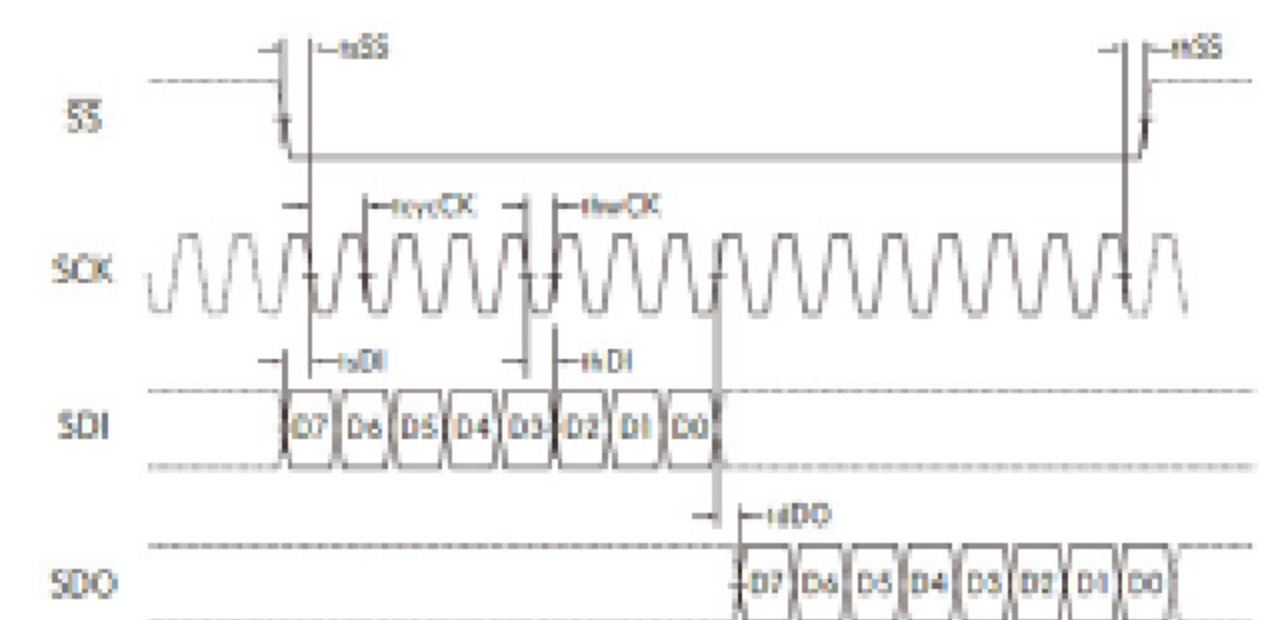 tsSS thSS
SS
tcycCK
SCK
tsDI thDI
SDI D7 D6 D5 D4 D3 D2 D1 D0
tdDO
SDO D7 D6 D5 D4 D3 D2 D1 D0